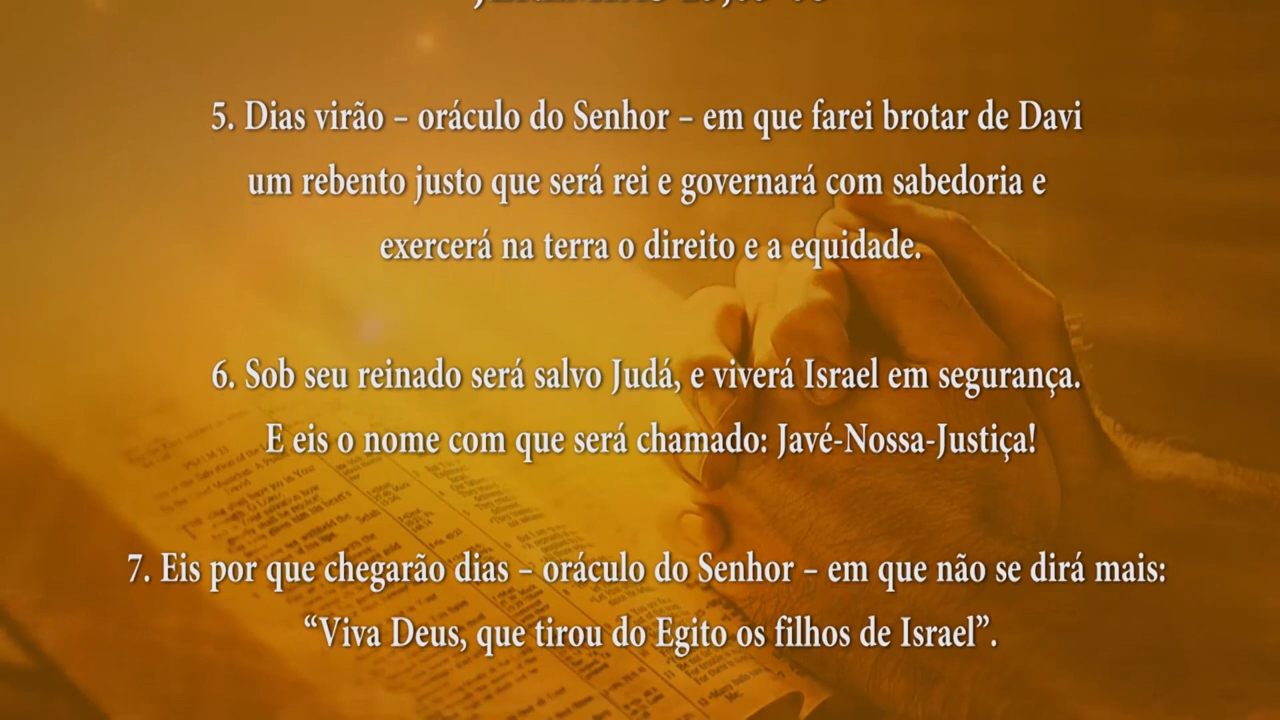 5. Dias virão – oráculo do Senhor – em que farei brotar de Davi
um rebento justo que será rei e governará com sabedoria e
exercerá na terra o direito e a equidade.
6. Sob seu reinado será salvo Judá, e viverá Israel em segurança.
E eis o nome com que será chamado: Javé-Nossa-Justiça!
7. Eis por que chegarão dias – oráculo do Senhor – em que não se dirá mais:
“Viva Deus, que tirou do Egito os filhos de Israel”.